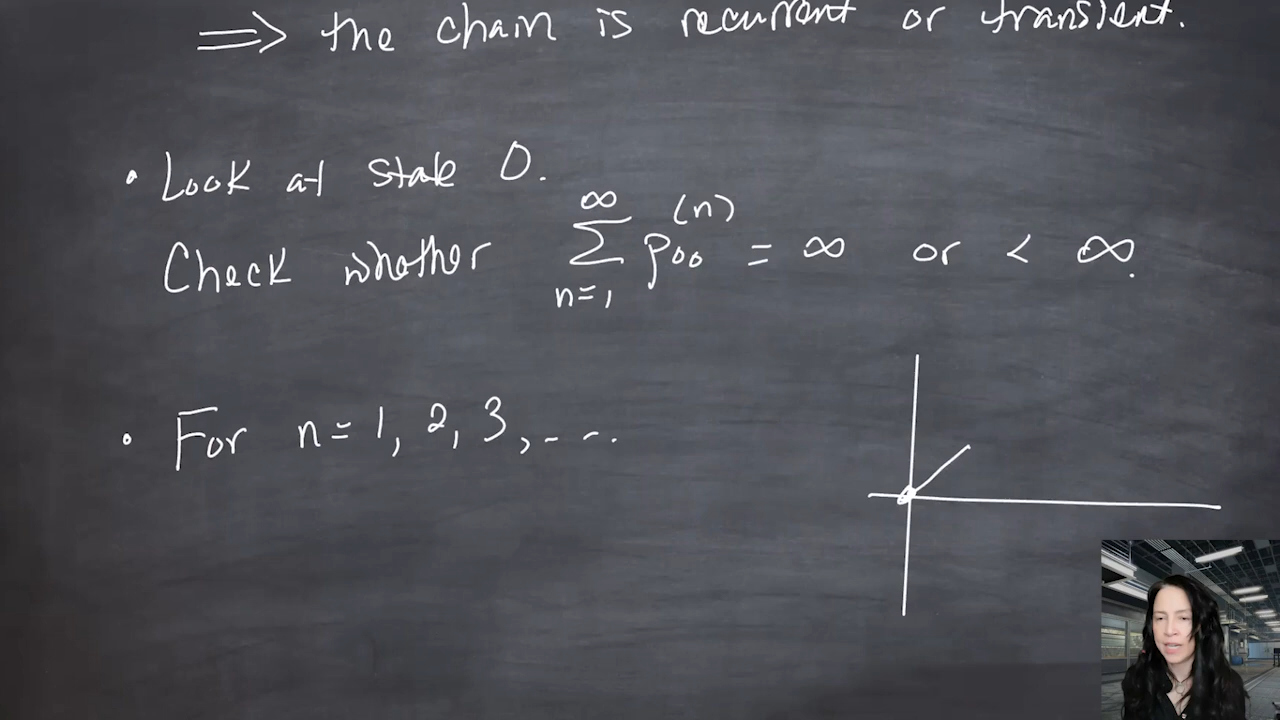 ⟹ the chain is recurrent or transient.
• Look at state 0.
Check whether \sum_{n=1}^{∞} p_{00}^{(n)} = ∞ or < ∞.
• For n = 1, 2, 3, ....